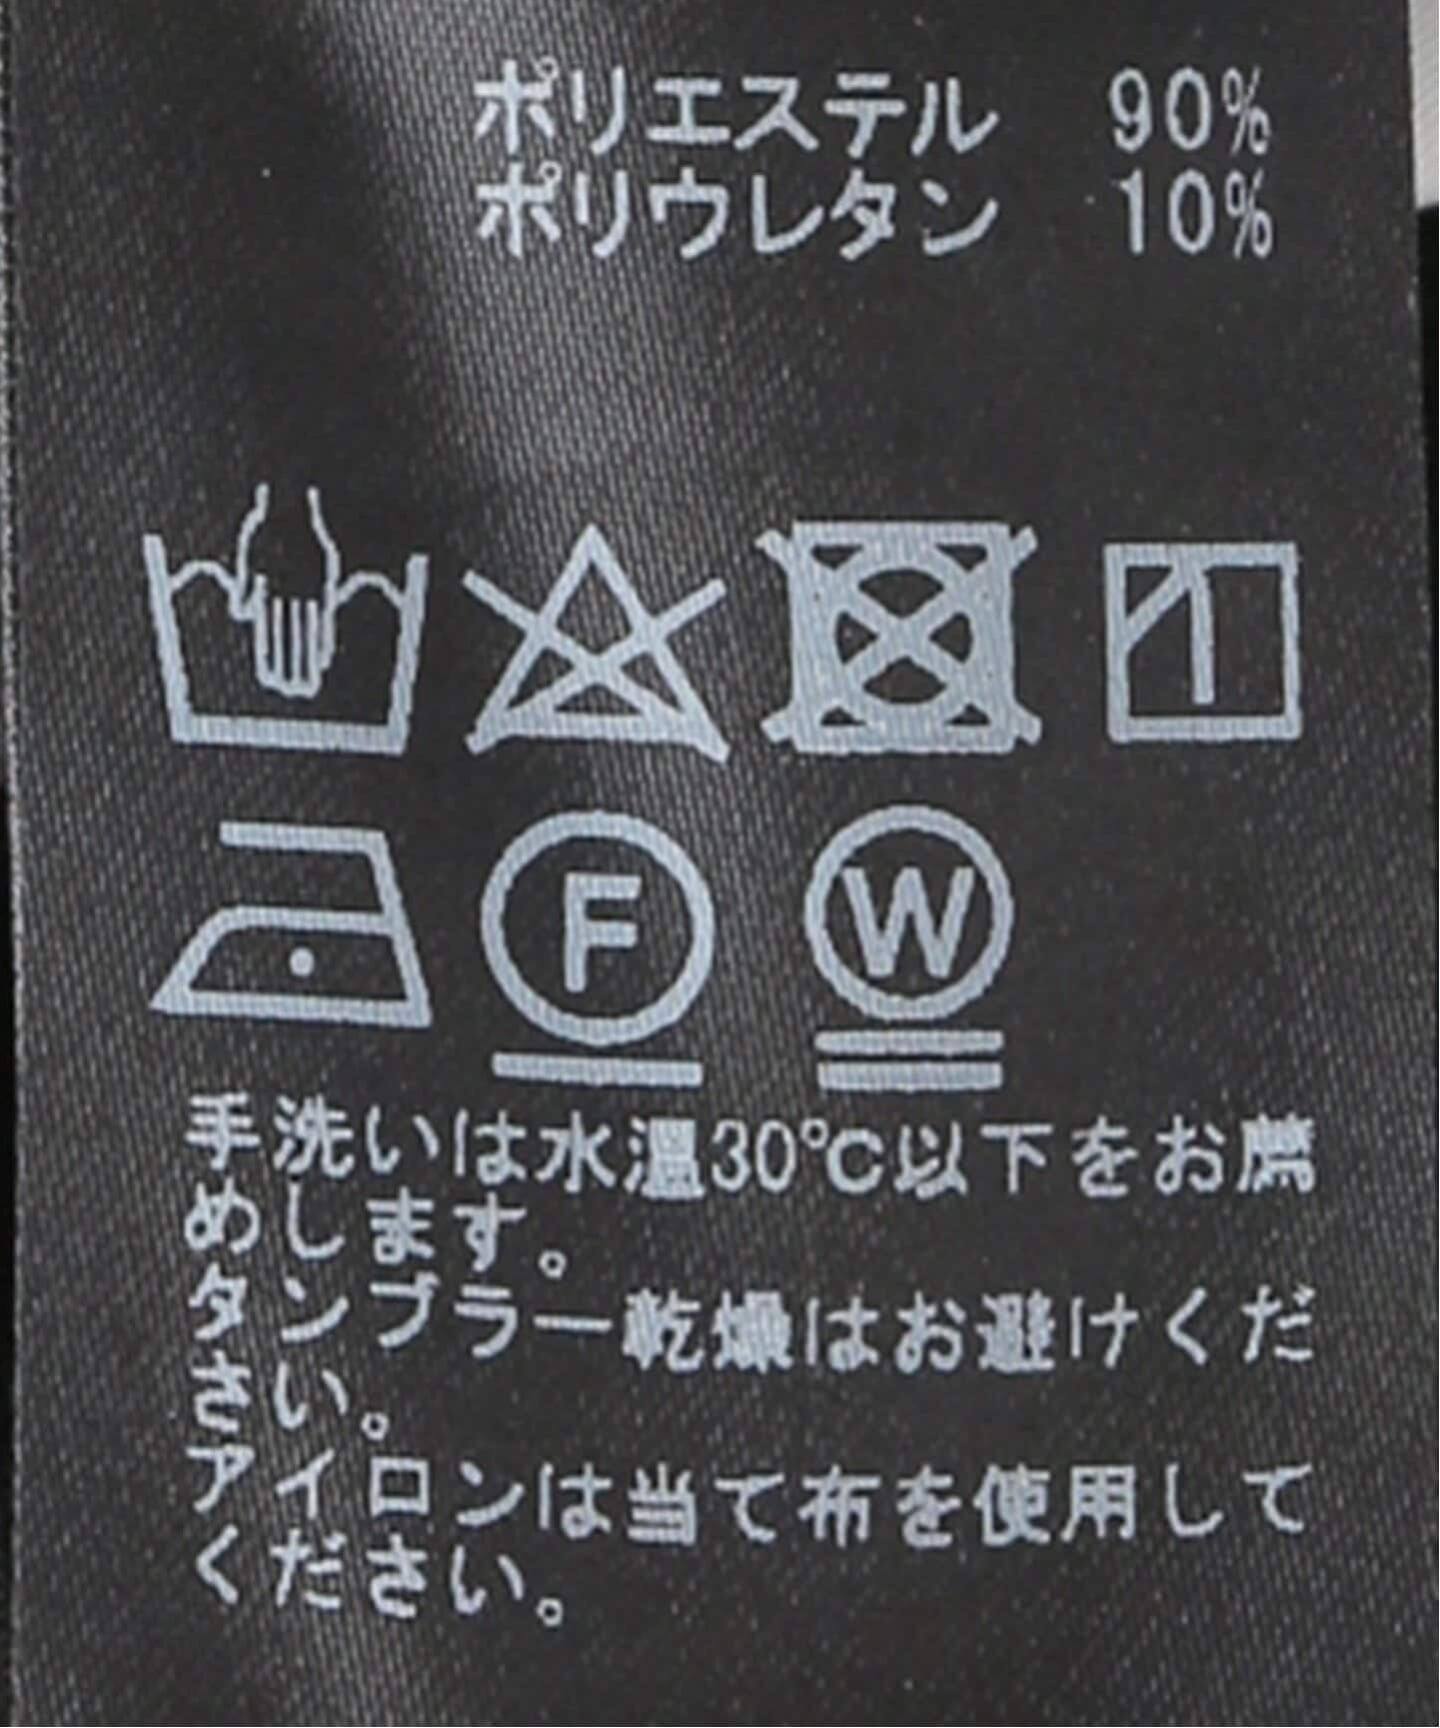 ポリエステル 90%
ポリウレタン 10%
F
W
手洗いは水温30℃以下をお薦
めします。
タンブラー乾燥はお避けくだ
さい。
アイロンは当て布を使用して
ください。